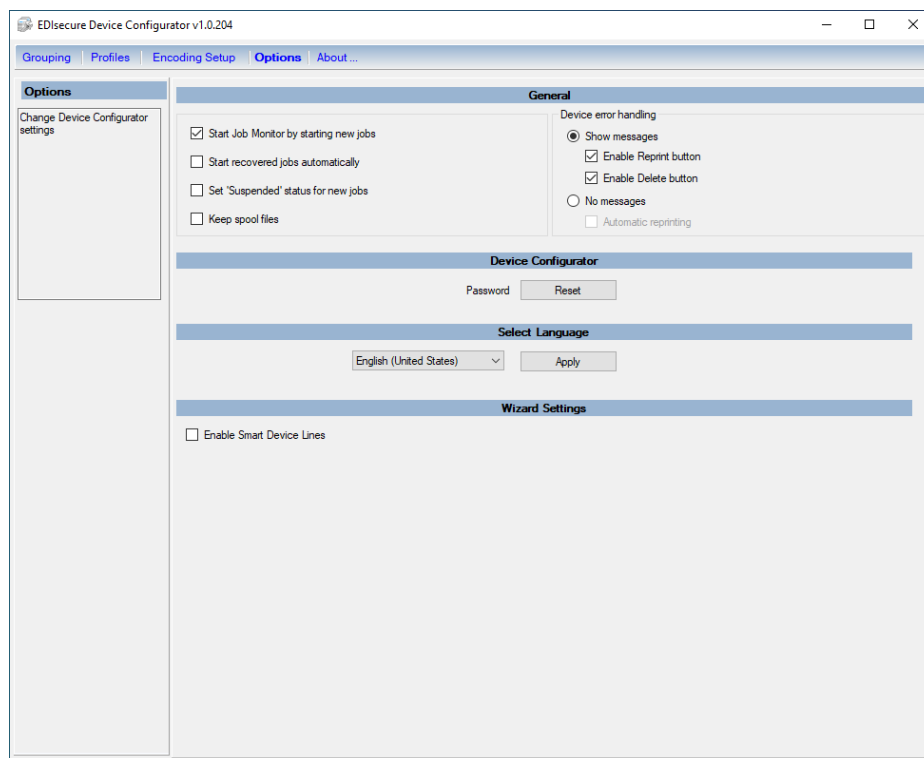 EDIsecure Device Configurator v1.0.204
Grouping
Profiles
Encoding Setup
Options
About ...
Options
Change Device Configurator
settings
General
Start Job Monitor by starting new jobs
Start recovered jobs automatically
Set 'Suspended' status for new jobs
Keep spool files
Device error handling
Show messages
Enable Reprint button
Enable Delete button
No messages
Automatic reprinting
Device Configurator
Password
Reset
Select Language
English (United States)
Apply
Wizard Settings
Enable Smart Device Lines